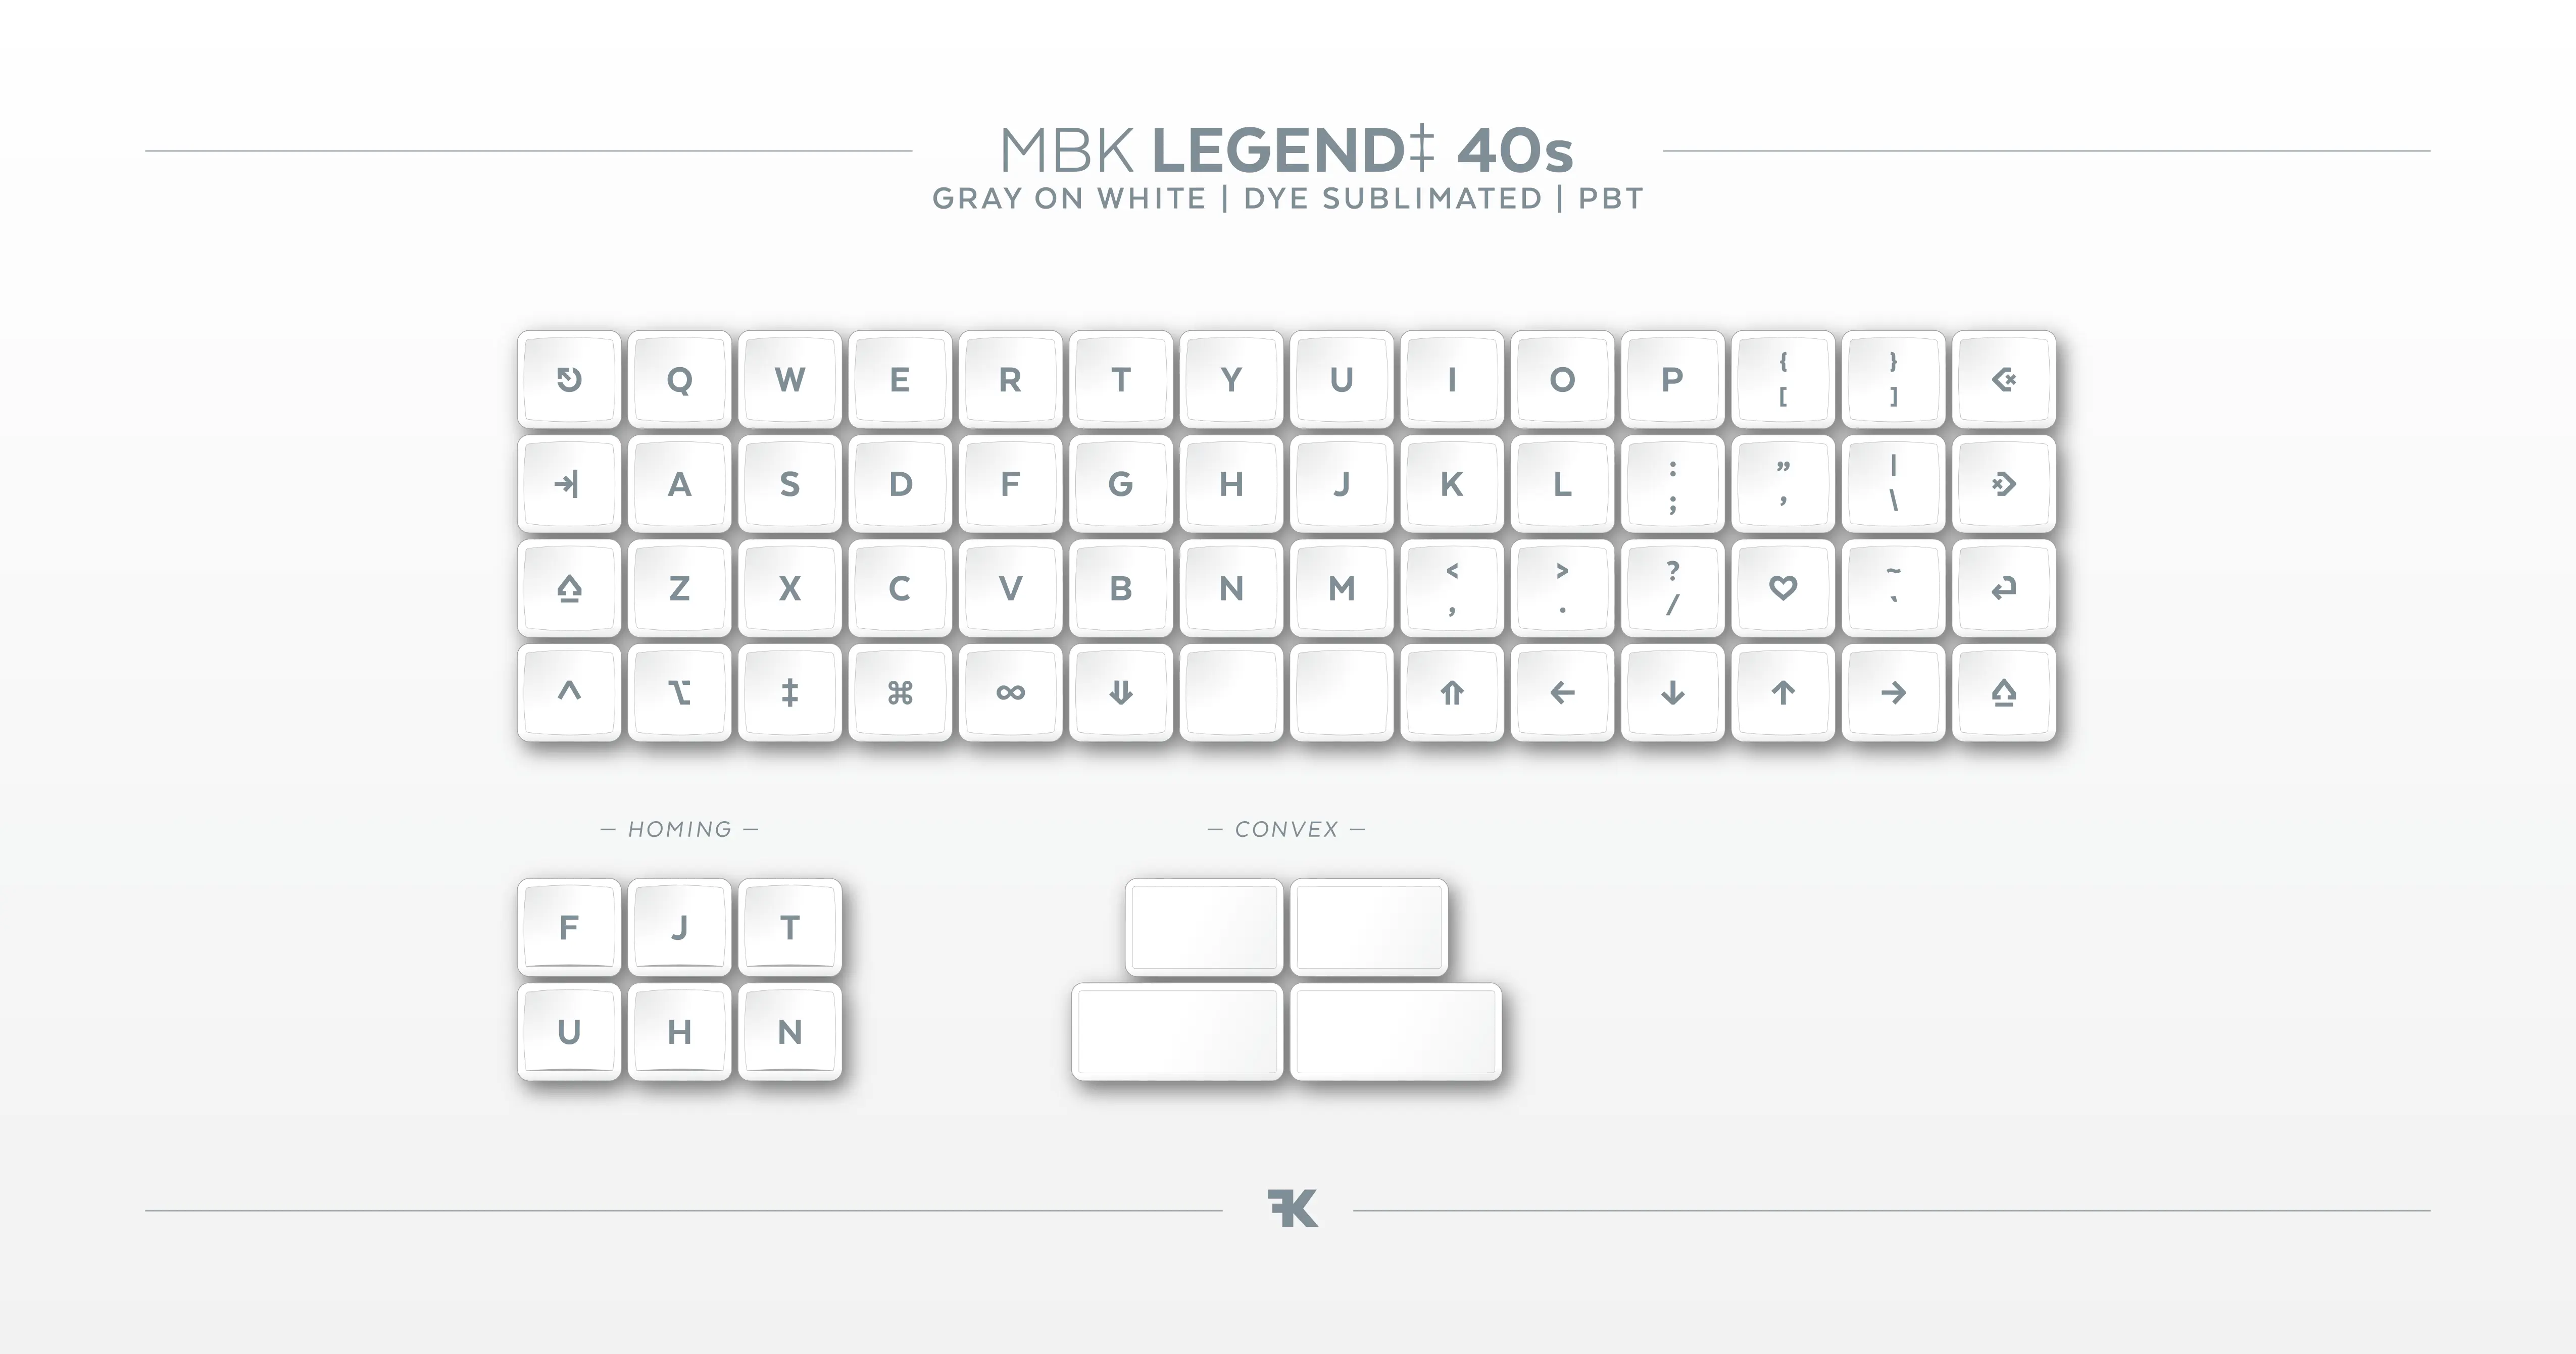 MBK LEGEND‡ 40s
GRAY ON WHITE | DYE SUBLIMATED | PBT
Q W E R T Y U I O P { [ } ]
A S D F G H J K L : ; ” ’ | \
Z X C V B N M < , > . ? / ♡ ~ `
^ ⌥ ‡ ⌘ ∞ ⇓ ⇑ ← ↓ ↑ →
— HOMING —
— CONVEX —
F J T
U H N
FK